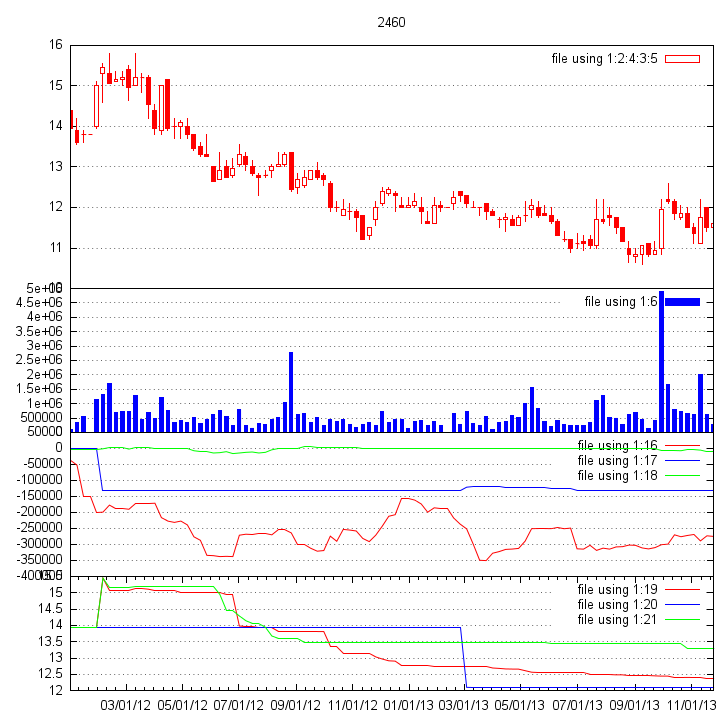 2460
16
file using 1:2:4:3:5
15
14
13
12
11
5e+06
file using 1:6
4.5e+06
4e+06
3.5e+06
3e+06
2.5e+06
2e+06
1.5e+06
1e+06
500000
50000
0
file using 1:16
-50000
file using 1:17
-100000
file using 1:18
-150000
-200000
-250000
-300000
-350000
-400000
15.5
15
file using 1:19
14.5
file using 1:20
14
file using 1:21
13.5
13
12.5
12
03/01/12 05/01/12 07/01/12 09/01/12 11/01/12 01/01/13 03/01/13 05/01/13 07/01/13 09/01/13 11/01/13